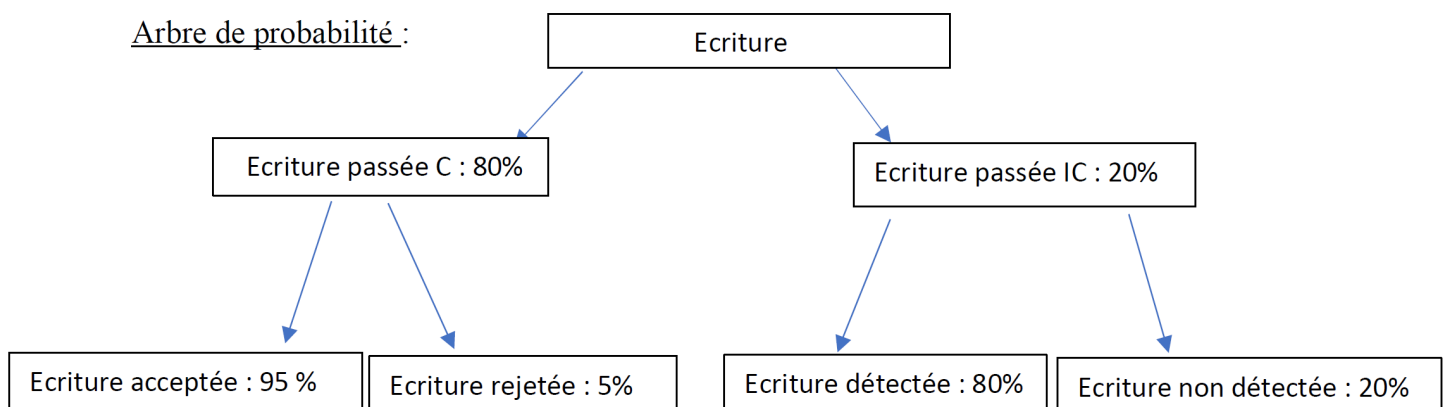 Arbre de probabilité :
Ecriture
Ecriture passée C : 80%
Ecriture passée IC : 20%
Ecriture acceptée : 95 %
Ecriture rejetée : 5%
Ecriture détectée : 80%
Ecriture non détectée : 20%